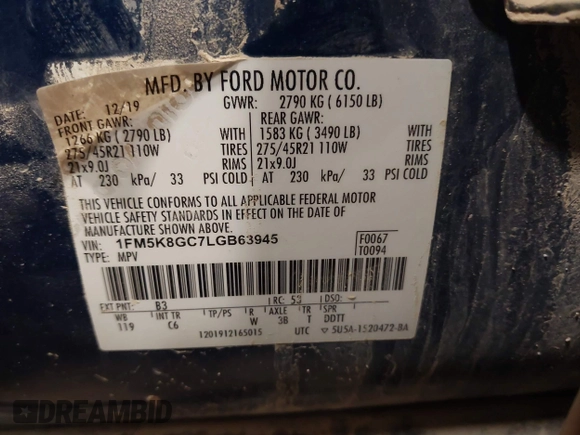 MFD. BY FORD MOTOR CO.
DATE: 12/19 GVWR: 2790 KG ( 6150 LB)
FRONT GAWR: REAR GAWR:
1266 KG ( 2790 LB) WITH 1583 KG ( 3490 LB) WITH
275/45R21 110W TIRES 275/45R21 110W TIRES
21x9.0J RIMS 21x9.0J RIMS
AT 230 kPa/ 33 PSI COLD AT 230 kPa/ 33 PSI COLD
THIS VEHICLE CONFORMS TO ALL APPLICABLE FEDERAL MOTOR
VEHICLE SAFETY STANDARDS IN EFFECT ON THE DATE OF
MANUFACTURE SHOWN ABOVE.
VIN: 1FM5K8GC7LGB63945 F0067
TYPE: MPV T0094
EXT PNT: B3 RC: 53 DSO:
WB INT TR TP/PS R AXLE TR SPR
119 C6 W 3B T DDTT
1201912165015 UTC 5U5A-1520472-BA
DREAMBID